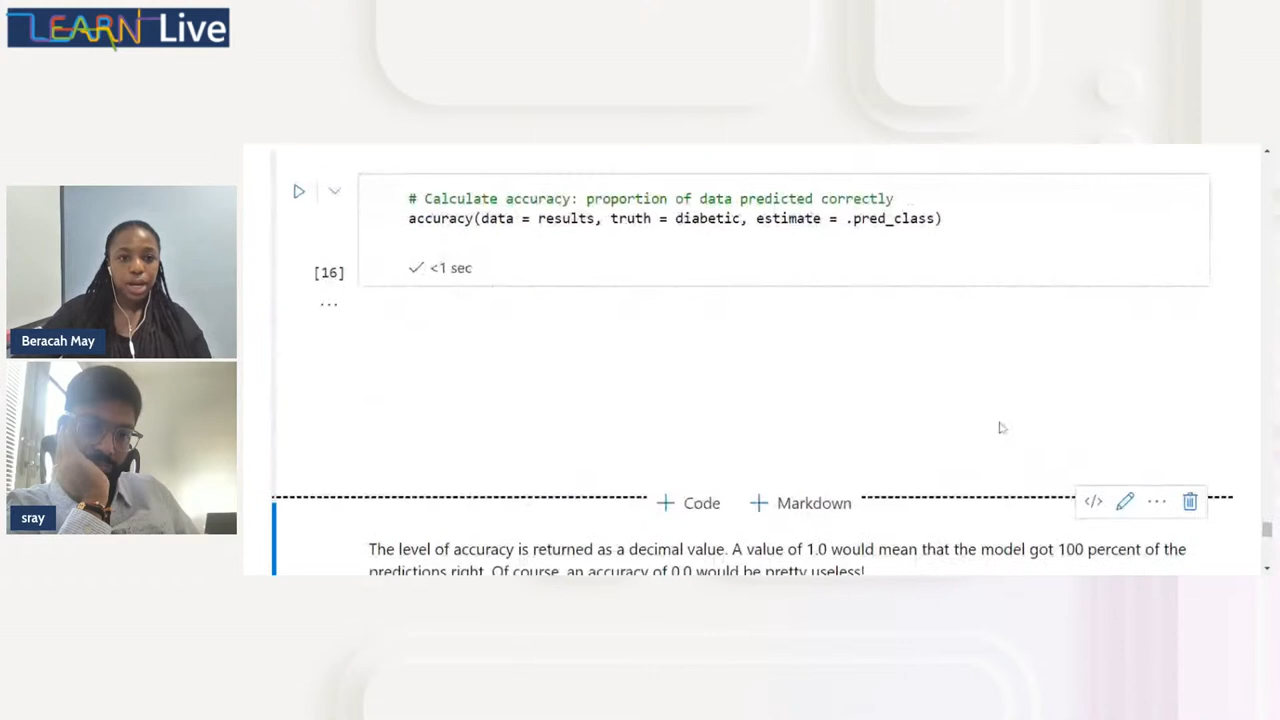 LEARN Live
# Calculate accuracy: proportion of data predicted correctly
accuracy(data = results, truth = diabetic, estimate = .pred_class)
[16]
<1 sec
...
Beracah May
sray
+ Code + Markdown
</> ...
The level of accuracy is returned as a decimal value. A value of 1.0 would mean that the model got 100 percent of the
predictions right. Of course, an accuracy of 0.0 would be pretty useless!